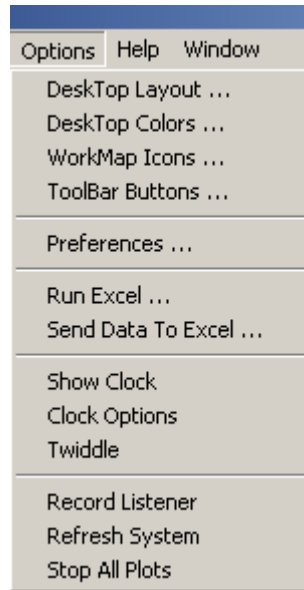 Options Help Window
DeskTop Layout ...
DeskTop Colors ...
WorkMap Icons ...
ToolBar Buttons ...
Preferences ...
Run Excel ...
Send Data To Excel ...
Show Clock
Clock Options
Twiddle
Record Listener
Refresh System
Stop All Plots